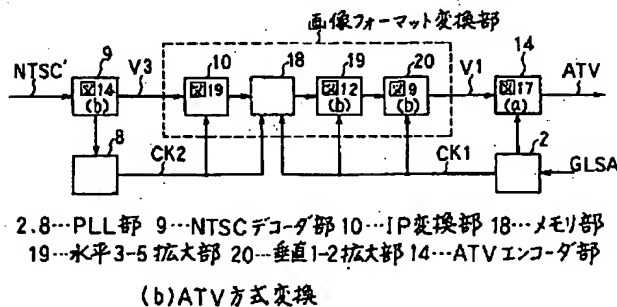 画像フォーマット変換部
9 10 18 19 20 14
NTSC' V3 V1 ATV
図14 (b) 図19 図12 (b) 図9 (b) 図17 (a)
8 CK2 CK1 2 GLSA
2.8…PLL部 9…NTSCデコーダ部 10…IP変換部 18…メモリ部
19…水平3-5拡大部 20…垂直1-2拡大部 14…ATVエンコーダ部
(b)ATV方式変換